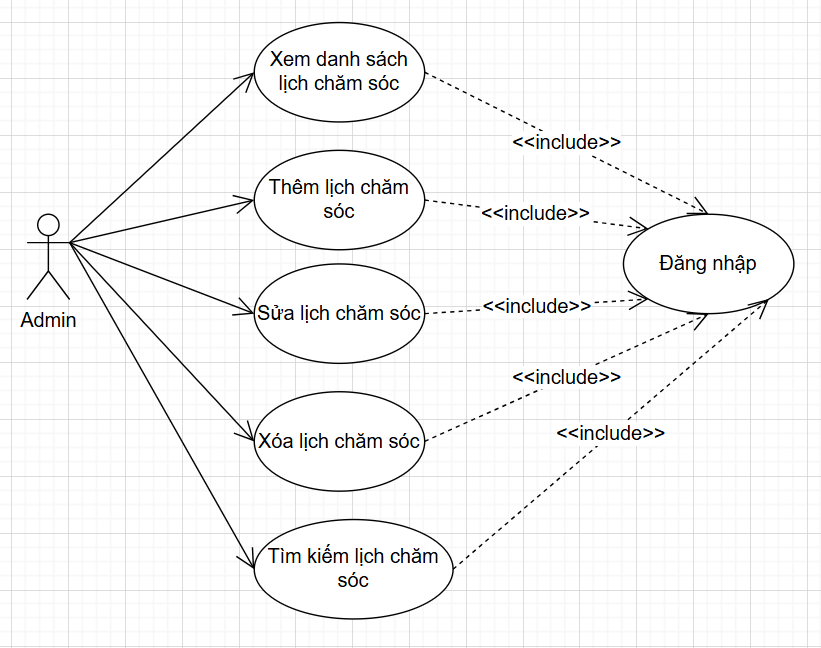 Xem danh sách
lịch chăm sóc
<<include>>
Thêm lịch chăm
sóc
<<include>>
Đăng nhập
Admin
Sửa lịch chăm sóc
<<include>>
<<include>>
Xóa lịch chăm sóc
<<include>>
Tìm kiếm lịch chăm
sóc